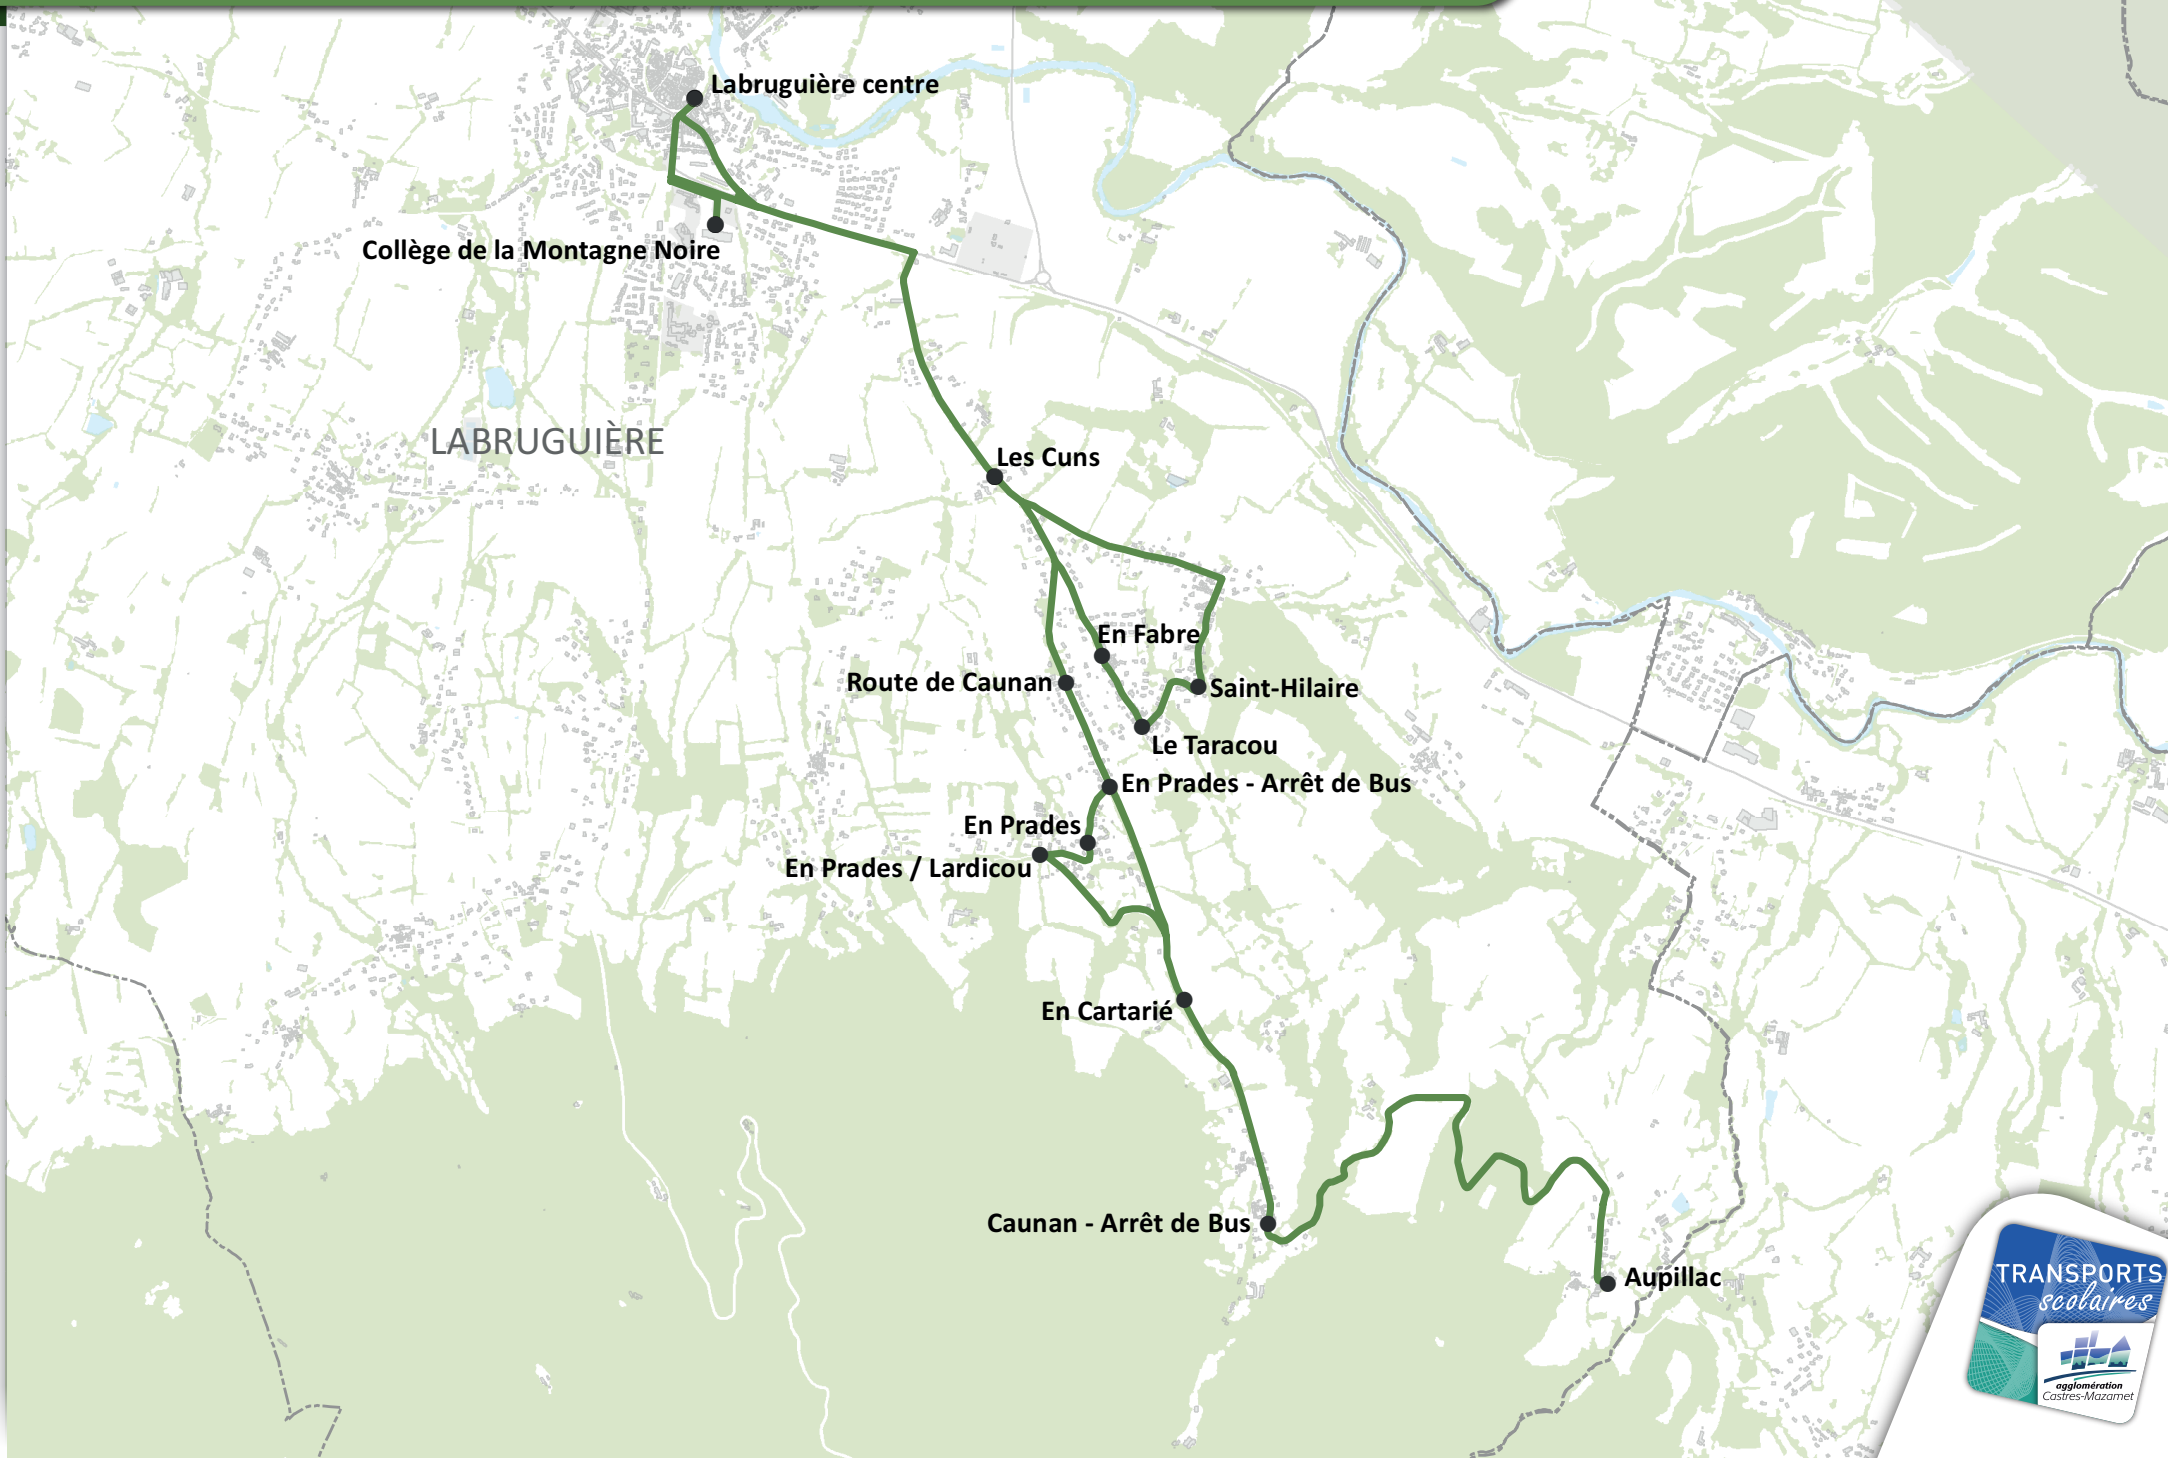 Labruguière centre
Collège de la Montagne Noire
LABRUGUIÈRE
Les Cuns
En Fabre
Route de Caunan
Saint-Hilaire
Le Taracou
En Prades - Arrêt de Bus
En Prades
En Prades / Lardicou
En Cartarié
Caunan - Arrêt de Bus
Aupillac
TRANSPORTS
scolaires
agglomération
Castres-Mazamet